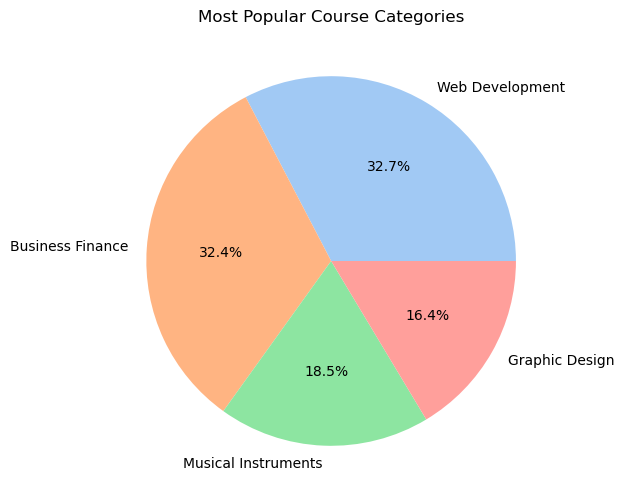 Most Popular Course Categories
Web Development
32.7%
Business Finance
32.4%
16.4%
Graphic Design
18.5%
Musical Instruments